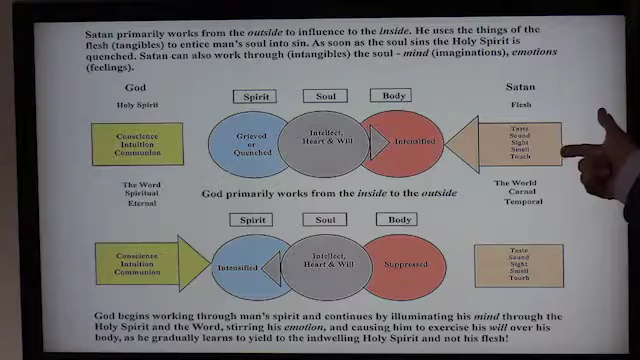 Satan primarily works from the outside to influence to the inside. He uses the things of the
flesh (tangibles) to entice man's soul into sin. As soon as the soul sins the Holy Spirit is
quenched. Satan can also work through (intangibles) the soul - mind (imaginations), emotions
(feelings).
God
Satan
Holy Spirit
Spirit
Soul
Body
Flesh
Conscience
Intuition
Communion
Grieved
or
Quenched
Intellect,
Heart & Will
Intensified
Taste
Sound
Sight
Smell
Touch
The Word
Spiritual
Eternal
God primarily works from the inside to the outside
The World
Carnal
Temporal
Spirit
Soul
Body
Conscience
Intuition
Communion
Intensified
Intellect,
Heart & Will
Suppressed
Taste
Sound
Sight
Smell
Touch
God begins working through man's spirit and continues by illuminating his mind through the
Holy Spirit and the Word, stirring his emotion, and causing him to exercise his will over his
body, as he gradually learns to yield to the indwelling Holy Spirit and not his flesh!